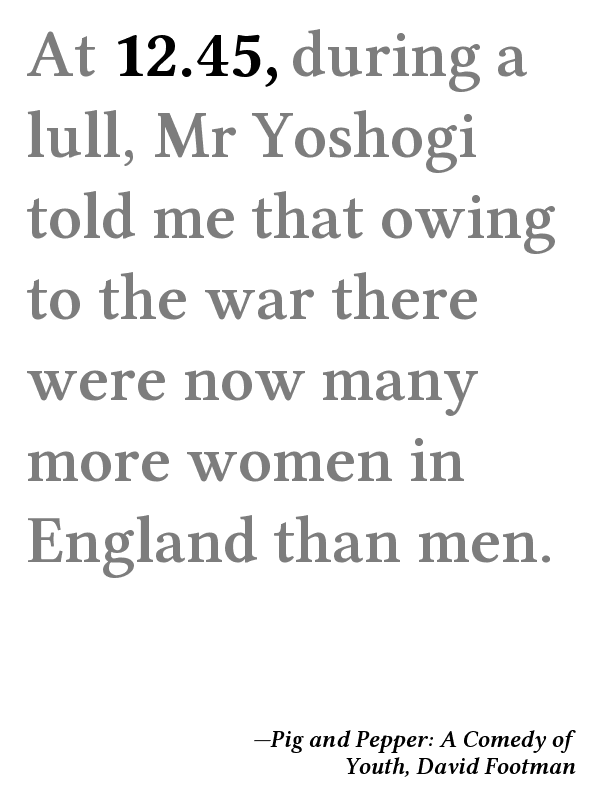 At 12.45, during a
lull, Mr Yoshogi
told me that owing
to the war there
were now many
more women in
England than men.
—Pig and Pepper: A Comedy of
Youth, David Footman